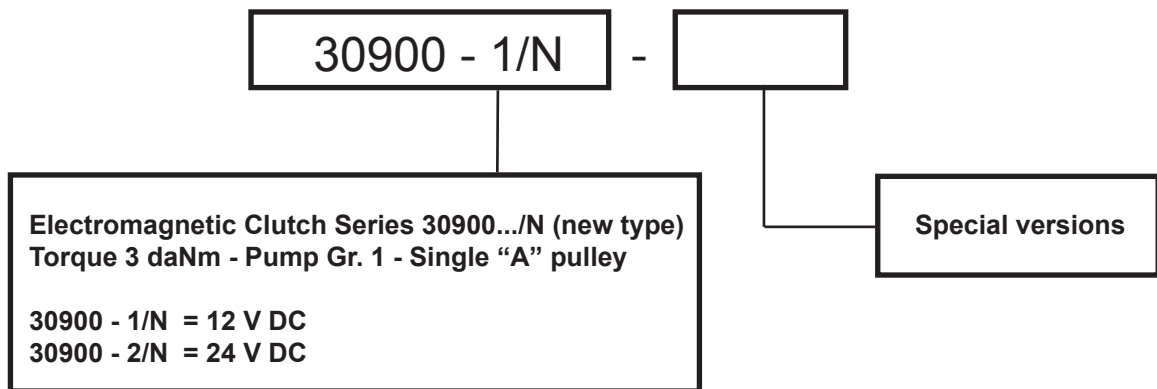 30900 - 1/N -
Electromagnetic Clutch Series 30900.../N (new type)
Torque 3 daNm - Pump Gr. 1 - Single “A” pulley
30900 - 1/N = 12 V DC
30900 - 2/N = 24 V DC
Special versions